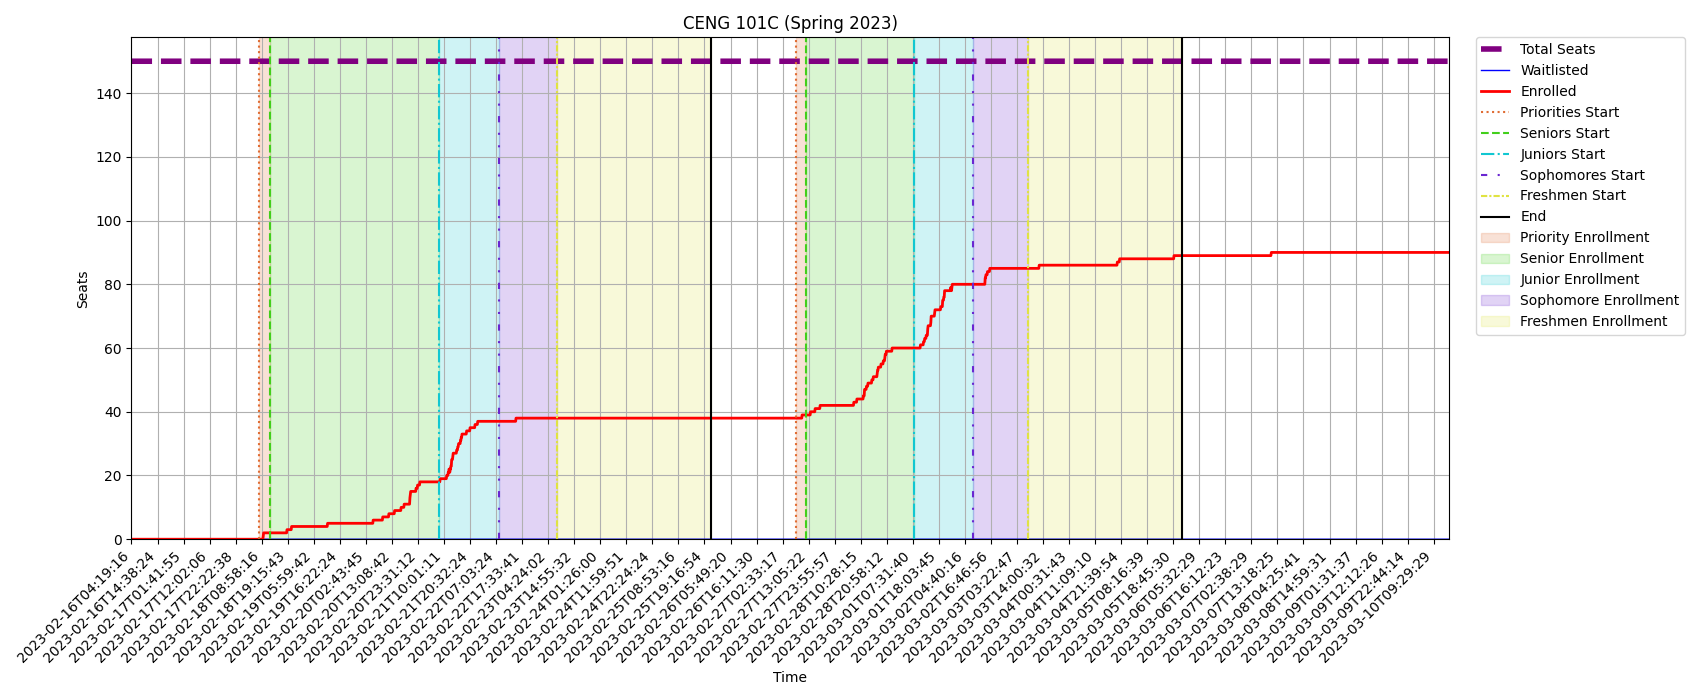 CENG 101C (Spring 2023)
Seats
140
120
100
80
60
40
20
0
2023-02-16T04:19:16
2023-02-16T14:38:24
2023-02-17T01:41:55
2023-02-17T12:02:06
2023-02-17T22:22:38
2023-02-18T08:58:16
2023-02-18T19:15:43
2023-02-19T05:59:42
2023-02-19T16:22:24
2023-02-20T02:43:45
2023-02-20T13:08:42
2023-02-20T23:31:12
2023-02-21T10:01:11
2023-02-21T20:32:24
2023-02-22T07:03:24
2023-02-22T17:33:41
2023-02-23T04:24:02
2023-02-23T14:55:32
2023-02-24T01:26:00
2023-02-24T11:59:51
2023-02-24T22:24:24
2023-02-25T08:53:16
2023-02-25T19:16:54
2023-02-26T05:49:20
2023-02-26T16:11:30
2023-02-27T02:33:17
2023-02-27T13:05:22
2023-02-27T23:55:57
2023-02-28T10:28:15
2023-02-28T20:58:12
2023-03-01T07:31:40
2023-03-01T18:03:45
2023-03-02T04:40:16
2023-03-02T16:46:56
2023-03-03T03:22:47
2023-03-03T14:00:32
2023-03-04T00:31:43
2023-03-04T11:09:10
2023-03-04T21:39:54
2023-03-05T08:16:39
2023-03-05T18:45:30
2023-03-06T05:32:29
2023-03-06T16:12:23
2023-03-07T02:38:29
2023-03-07T13:18:25
2023-03-08T04:25:41
2023-03-08T14:59:31
2023-03-09T01:31:37
2023-03-09T12:12:26
2023-03-09T22:44:14
2023-03-10T09:29:29
Time
Total Seats
Waitlisted
Enrolled
Priorities Start
Seniors Start
Juniors Start
Sophomores Start
Freshmen Start
End
Priority Enrollment
Senior Enrollment
Junior Enrollment
Sophomore Enrollment
Freshmen Enrollment